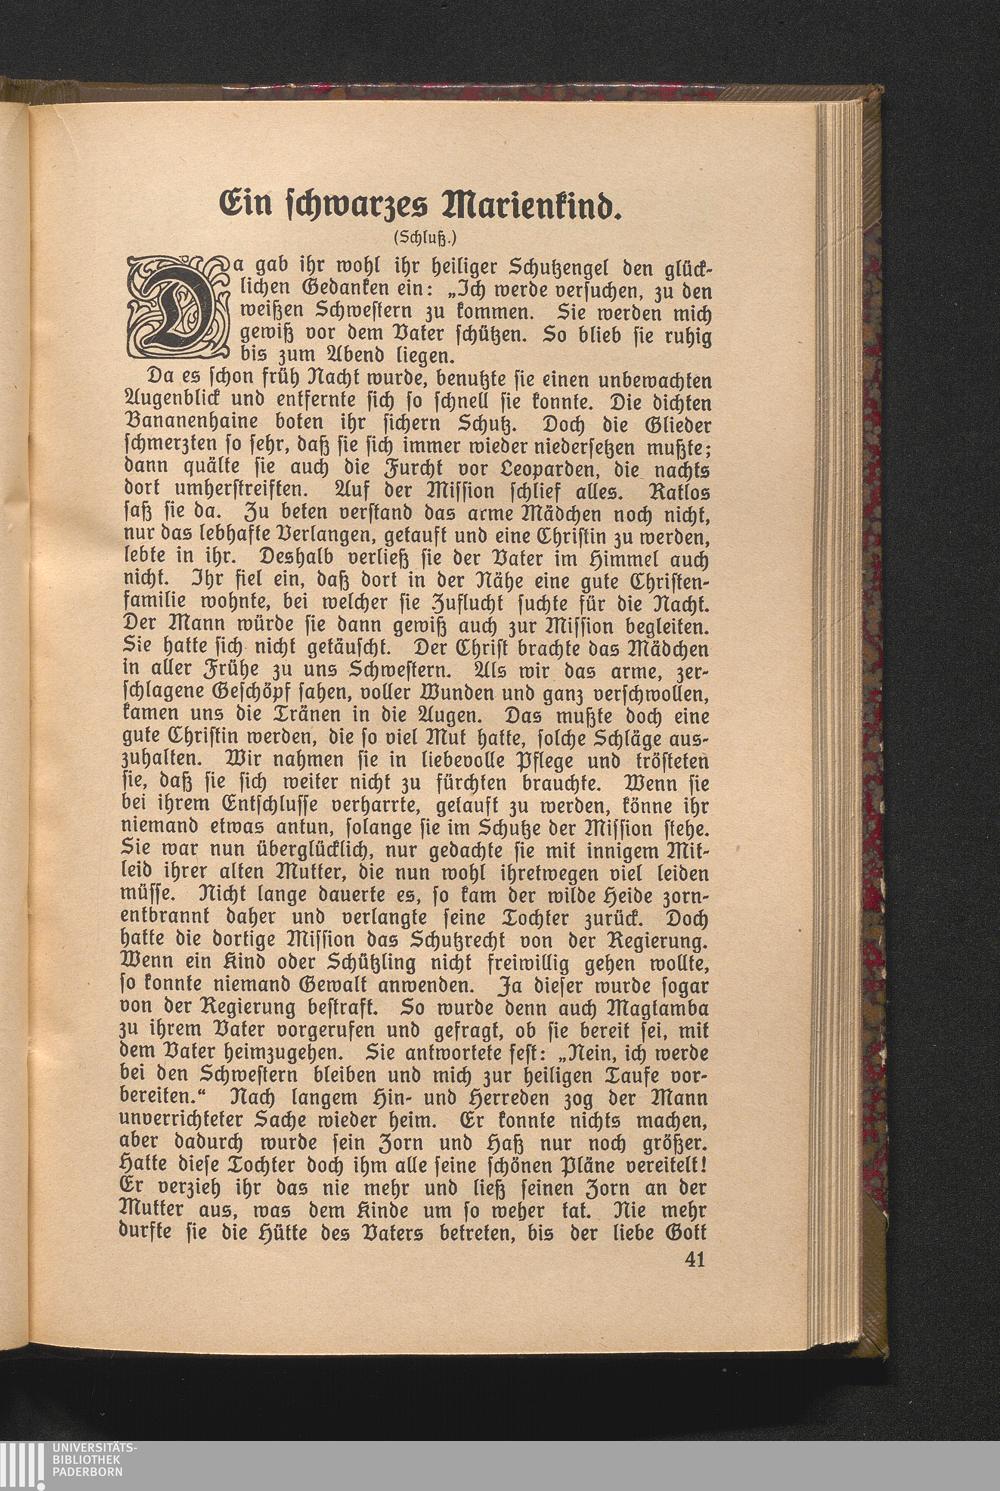 Ein schwarzes Marienkind.
(Schluß.)
Da gab ihr wohl ihr heiliger Schutzengel den glück-
lichen Gedanken ein: „Ich werde versuchen, zu den
weißen Schwestern zu kommen. Sie werden mich
gewiß vor dem Vater schützen. So blieb sie ruhig
bis zum Abend liegen.
Da es schon früh Nacht wurde, benutzte sie einen unbewachten
Augenblick und entfernte sich so schnell sie konnte. Die dichten
Bananenhaine boten ihr sichern Schutz. Doch die Glieder
schmerzten so sehr, daß sie sich immer wieder niedersetzen mußte;
dann quälte sie auch die Furcht vor Leoparden, die nachts
dort umherstreiften. Auf der Mission schlief alles. Ratlos
saß sie da. Zu beten verstand das arme Mädchen noch nicht,
nur das lebhafte Verlangen, getauft und eine Christin zu werden,
lebte in ihr. Deshalb verließ sie der Vater im Himmel auch
nicht. Ihr fiel ein, daß dort in der Nähe eine gute Christen-
familie wohnte, bei welcher sie Zuflucht suchte für die Nacht.
Der Mann würde sie dann gewiß auch zur Mission begleiten.
Sie hatte sich nicht getäuscht. Der Christ brachte das Mädchen
in aller Frühe zu uns Schwestern. Als wir das arme, zer-
schlagene Geschöpf sahen, voller Wunden und ganz verschwollen,
kamen uns die Tränen in die Augen. Das mußte doch eine
gute Christin werden, die so viel Mut hatte, solche Schläge aus-
zuhalten. Wir nahmen sie in liebevolle Pflege und trösteten
sie, daß sie sich weiter nicht zu fürchten brauchte. Wenn sie
bei ihrem Entschlusse verharrte, getauft zu werden, könne ihr
niemand etwas antun, solange sie im Schutze der Mission stehe.
Sie war nun überglücklich, nur gedachte sie mit innigem Mit-
leid ihrer alten Mutter, die nun wohl ihretwegen viel leiden
müsse. Nicht lange dauerte es, so kam der wilde Heide zorn-
entbrannt daher und verlangte seine Tochter zurück. Doch
hatte die dortige Mission das Schutzrecht von der Regierung.
Wenn ein Kind oder Schützling nicht freiwillig gehen wollte,
so konnte niemand Gewalt anwenden. Ja dieser wurde sogar
von der Regierung bestraft. So wurde denn auch Magtamba
zu ihrem Vater vorgerufen und gefragt, ob sie bereit sei, mit
dem Vater heimzugehen. Sie antwortete fest: „Nein, ich werde
bei den Schwestern bleiben und mich zur heiligen Taufe vor-
bereiten.“ Nach langem Hin- und Herreden zog der Mann
unverrichteter Sache wieder heim. Er konnte nichts machen,
aber dadurch wurde sein Zorn und Haß nur noch größer.
Hatte diese Tochter doch ihm alle seine schönen Pläne vereitelt!
Er verzieh ihr das nie mehr und ließ seinen Zorn an der
Mutter aus, was dem Kinde um so weher tat. Nie mehr
durfte sie die Hütte des Vaters betreten, bis der liebe Gott
41
UNIVERSITÄTS-
BIBLIOTHEK
PADERBORN